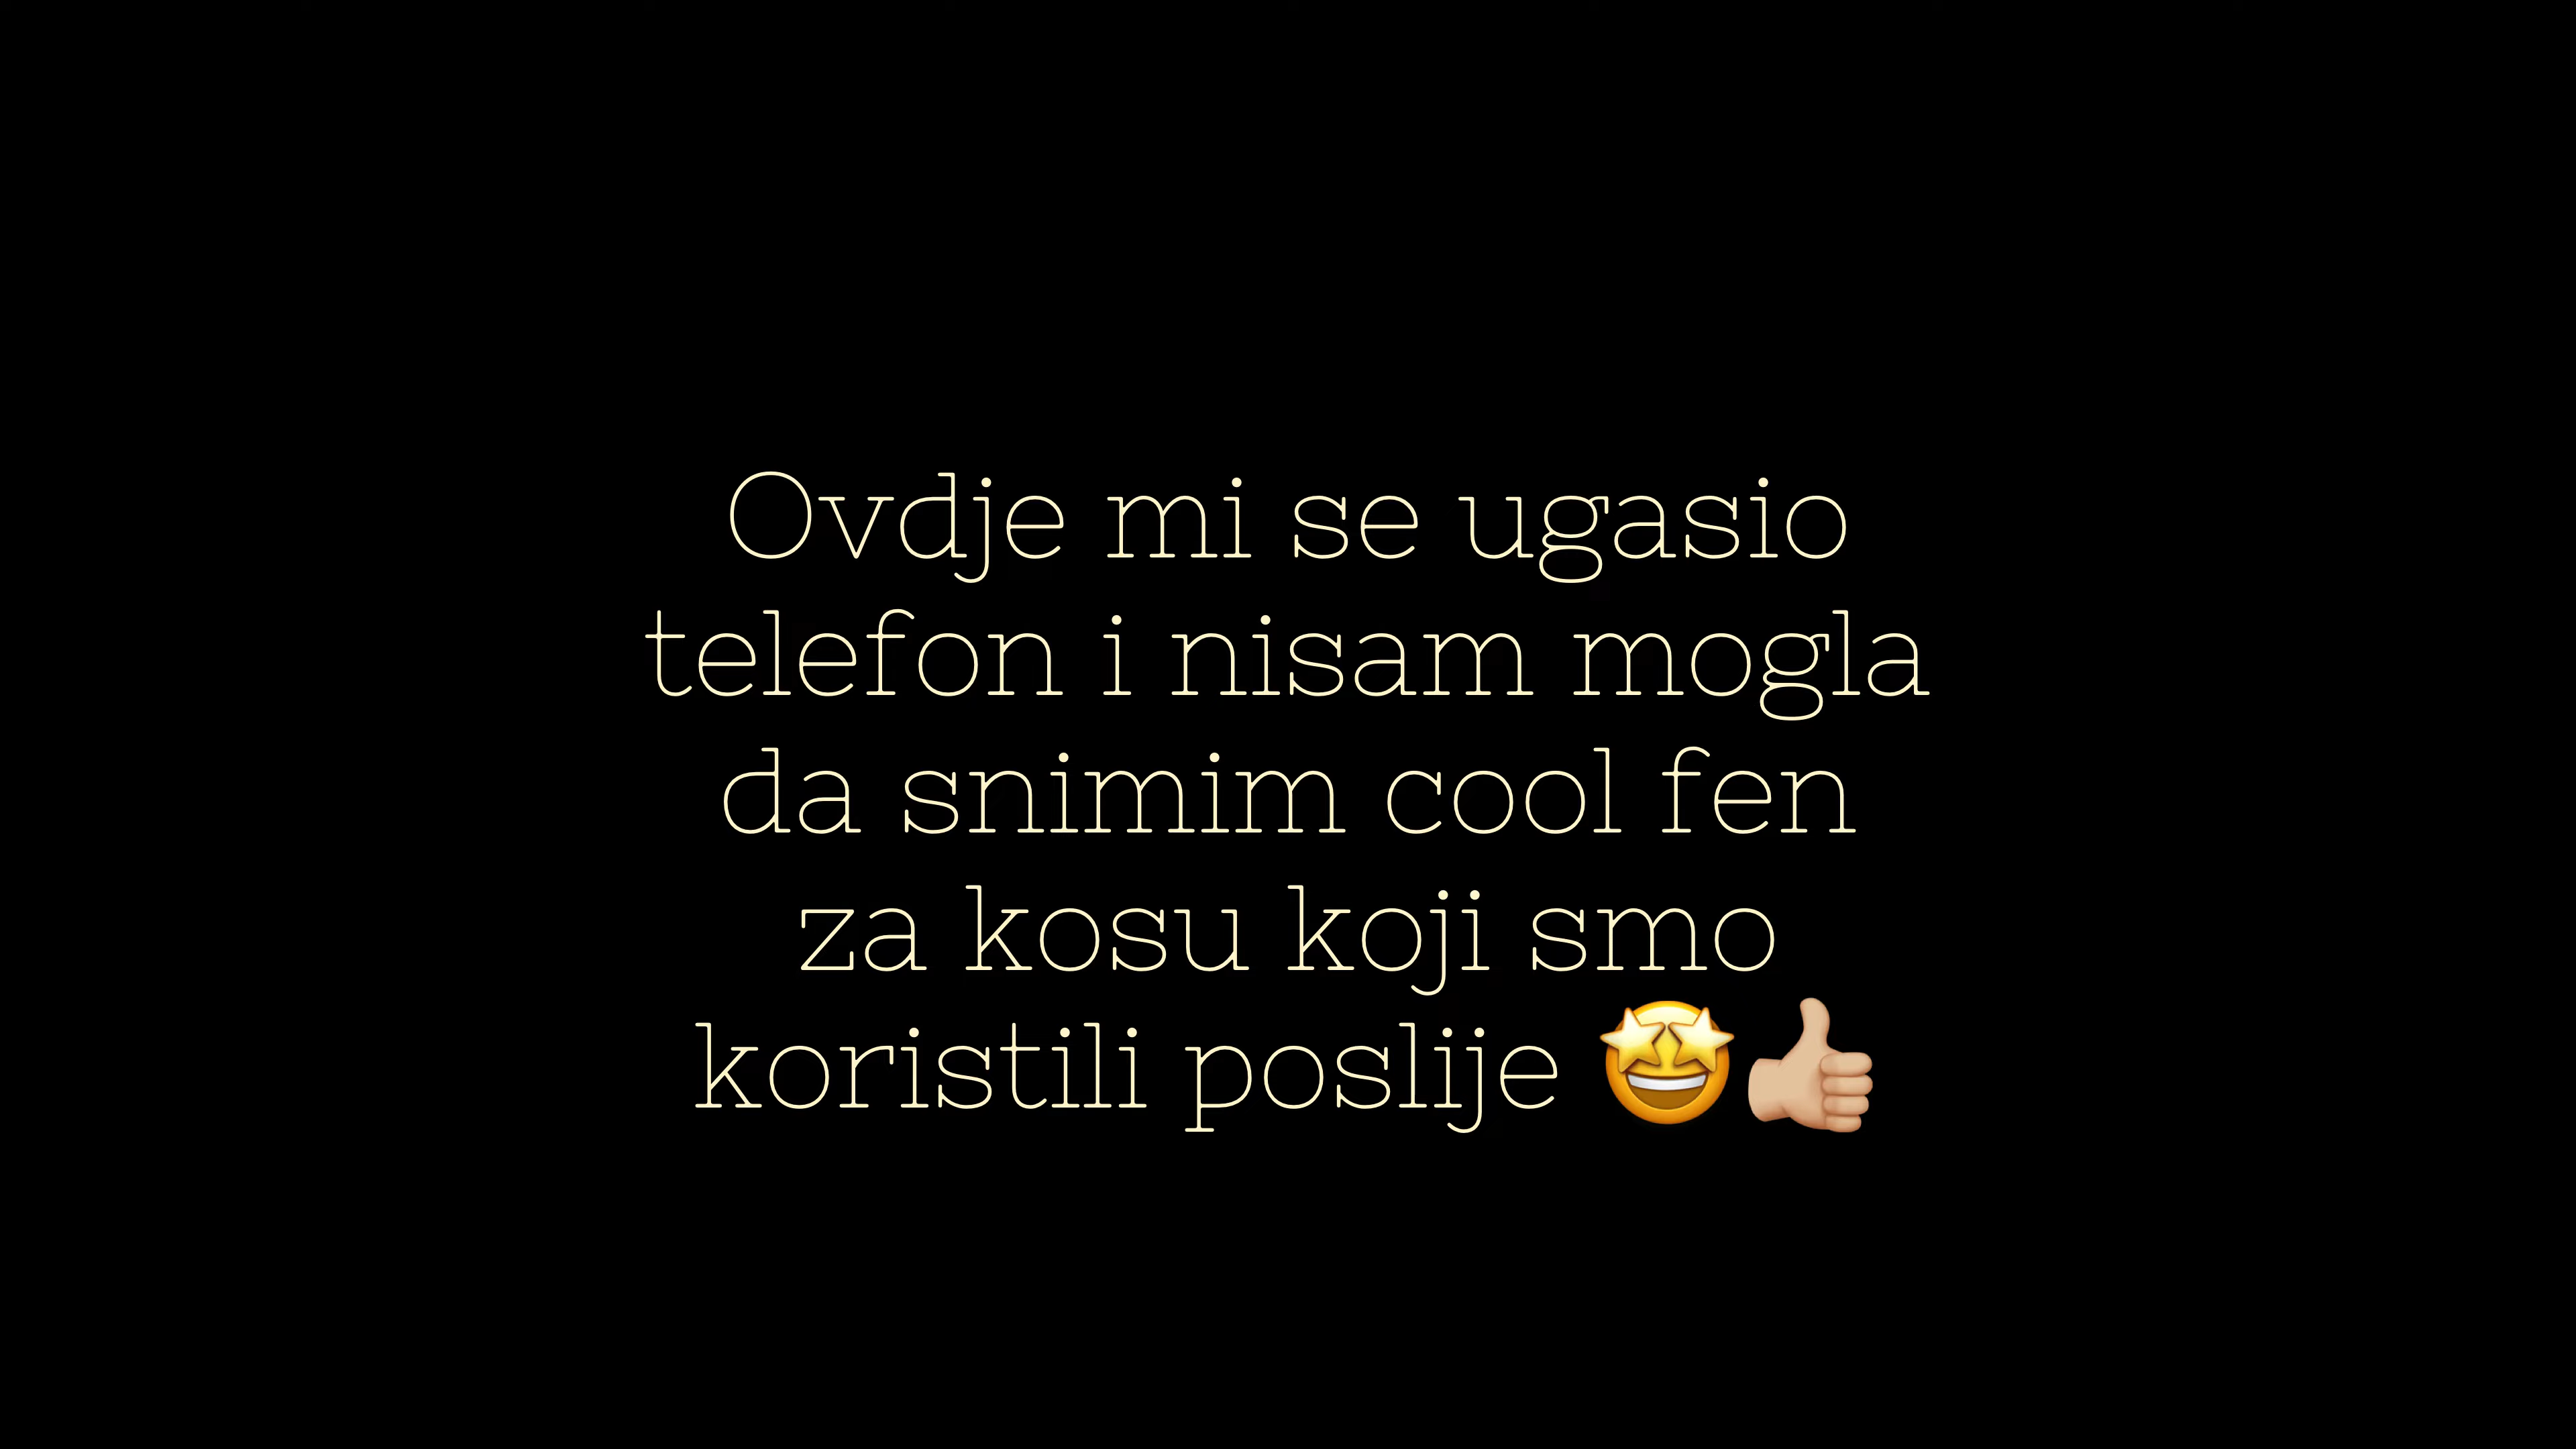 Ovdje mi se ugasio
telefon i nisam mogla
da snimim cool fen
za kosu koji smo
koristili poslije 🤩👍🏼